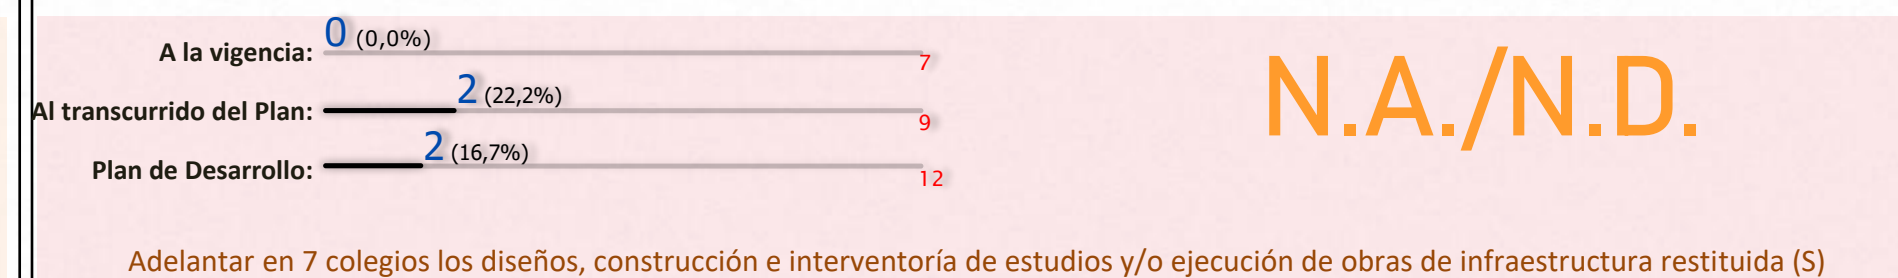 A la vigencia: 0 (0,0%) 7
Al transcurrido del Plan: 2 (22,2%) 9
Plan de Desarrollo: 2 (16,7%) 12
N.A./N.D.
Adelantar en 7 colegios los diseños, construcción e interventoría de estudios y/o ejecución de obras de infraestructura restituida (S)